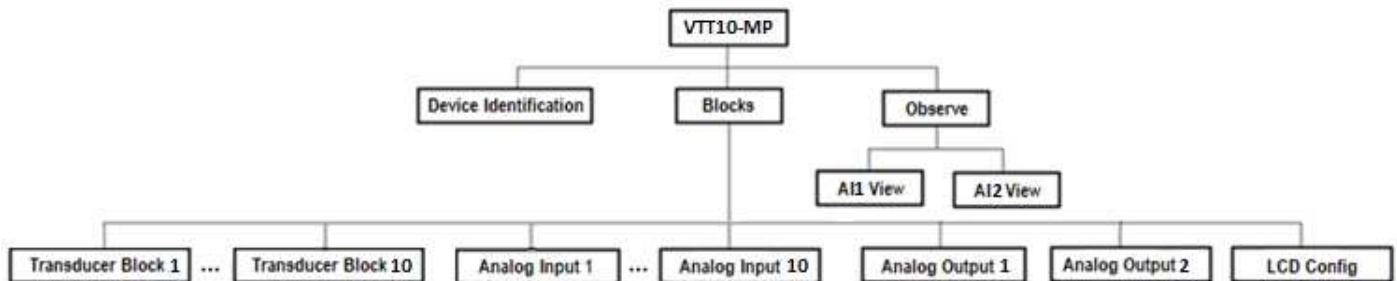 VTT10-MP
Device Identification Blocks Observe
AI1 View AI2 View
Transducer Block 1 ... Transducer Block 10 Analog Input 1 ... Analog Input 10 Analog Output 1 Analog Output 2 LCD Config